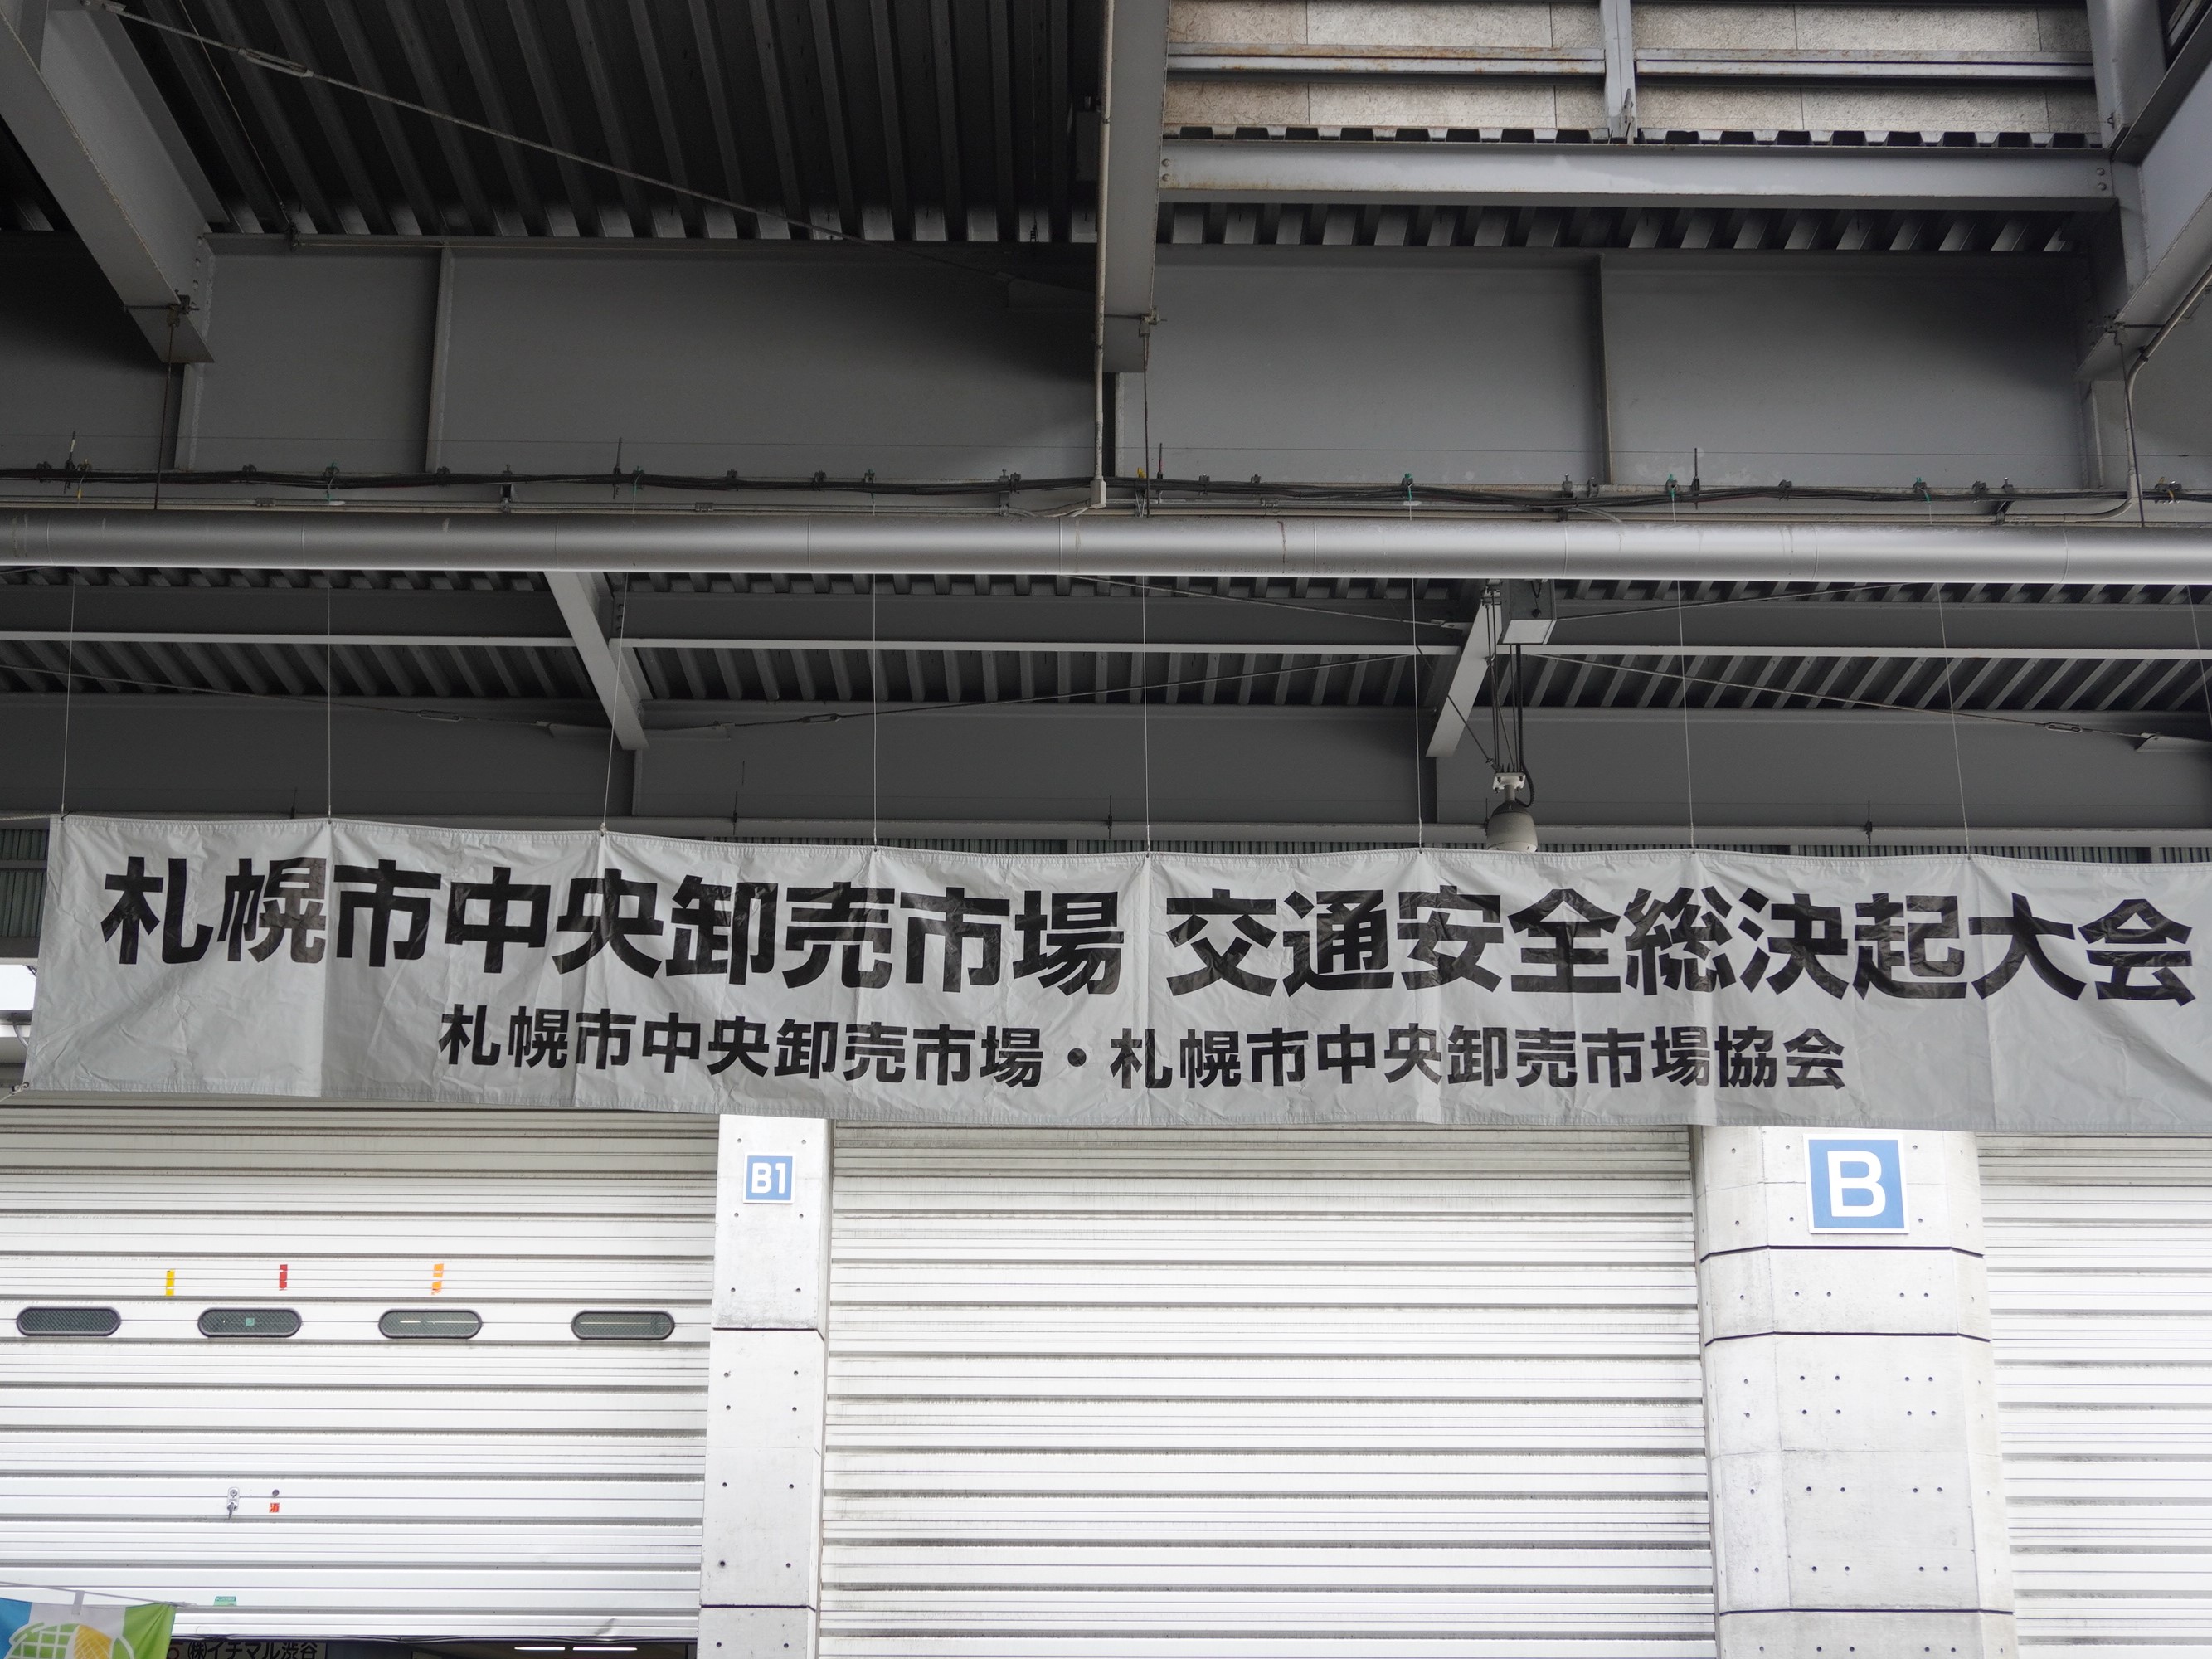 札幌市中央卸売市場 交通安全総決起大会
札幌市中央卸売市場・札幌市中央卸売市場協会
B1
B
㈱イチマル渋谷